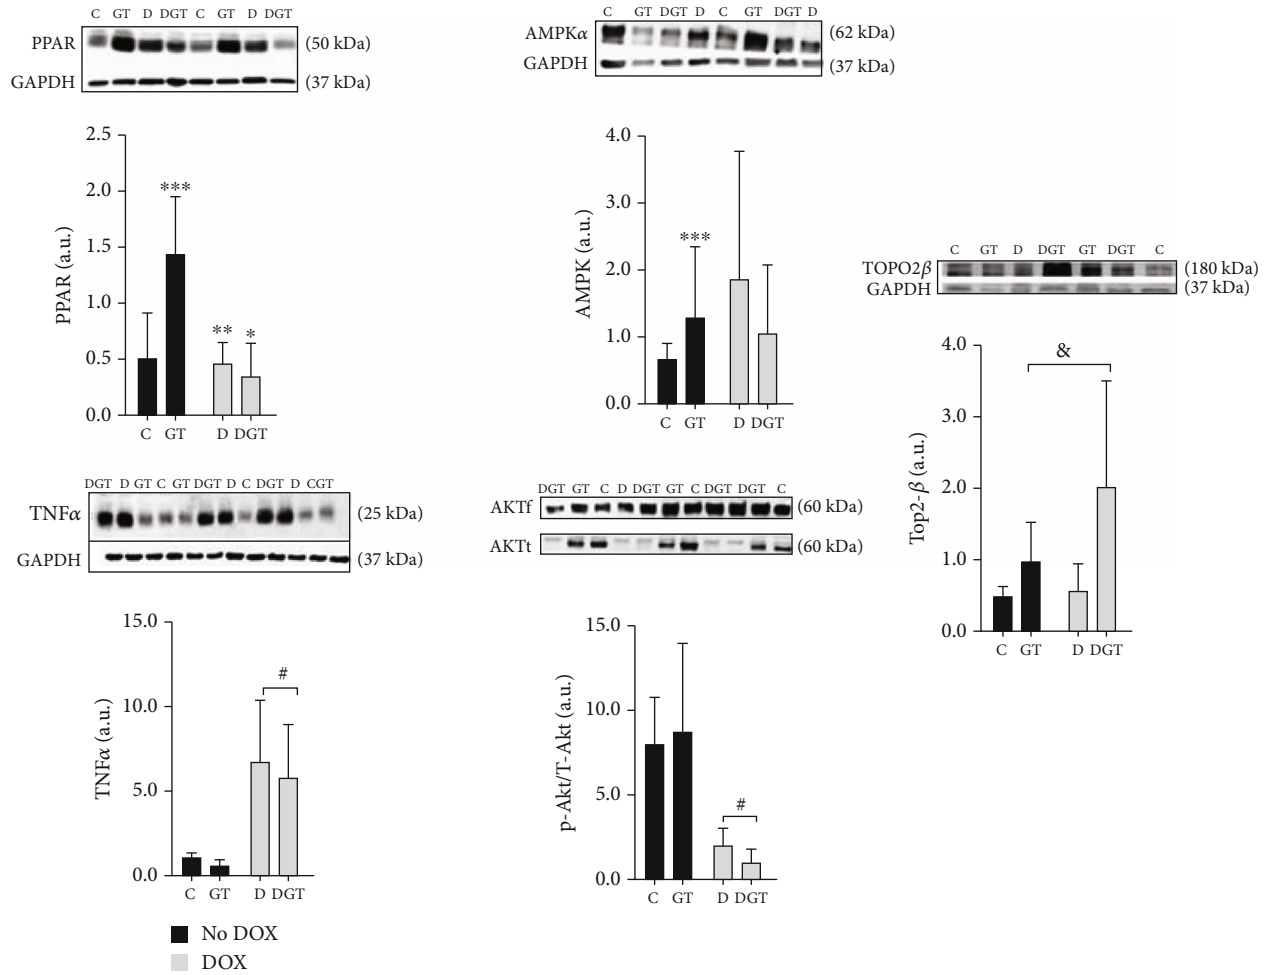 C GT D DGT C GT D DGT
PPAR (50 kDa)
GAPDH (37 kDa)
2.5
2.0
1.5
1.0
0.5
0.0
PPAR (a.u.)
***
**
*
C GT D DGT
C GT DGT D C GT DGT D
AMPKα (62 kDa)
GAPDH (37 kDa)
4.0
3.0
2.0
1.0
0.0
AMPK (a.u.)
***
C GT D DGT
C GT D DGT GT DGT C
TOPO2β (180 kDa)
GAPDH (37 kDa)
4.0
3.0
2.0
1.0
0.0
Top2-β (a.u.)
&
C GT D DGT
DGT D GT C GT DGT D C DGT D CGT
TNFα (25 kDa)
GAPDH (37 kDa)
15.0
10.0
5.0
0.0
TNFα (a.u.)
#
C GT D DGT
DGT GT C D DGT GT C DGT DGT C
AKTf (60 kDa)
AKTt (60 kDa)
15.0
10.0
5.0
0.0
p-Akt/T-Akt (a.u.)
#
C GT D DGT
No DOX
DOX